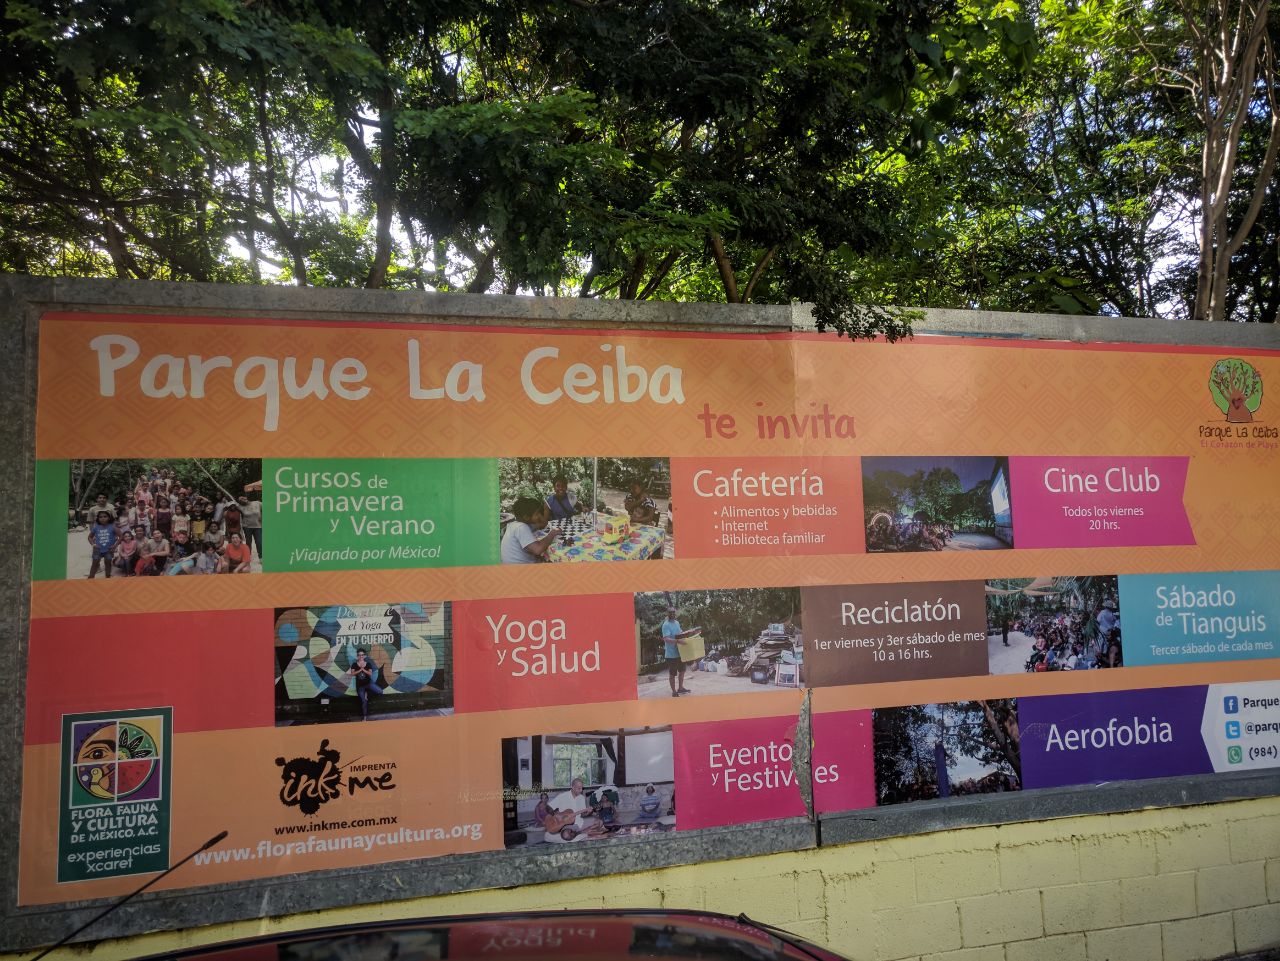 Parque La Ceiba
te invita
Parque La Ceiba
El Corazón de Playa
Cursos de
Primavera
y Verano
¡Viajando por México!
Cafetería
• Alimentos y bebidas
• Internet
• Biblioteca familiar
Cine Club
Todos los viernes
20 hrs.
el Yoga
EN TU CUERPO
Yoga
y Salud
Reciclatón
1er viernes y 3er sábado de mes
10 a 16 hrs.
Sábado
de Tianguis
Tercer sábado de cada mes
FLORA FAUNA
Y CULTURA
DE MEXICO, A.C.
experiencias
xcaret
IMPRENTA
ink me
www.inkme.com.mx
www.florafaunaycultura.org
Eventos
y Festivales
Aerofobia
Parque
@parqu
(984)